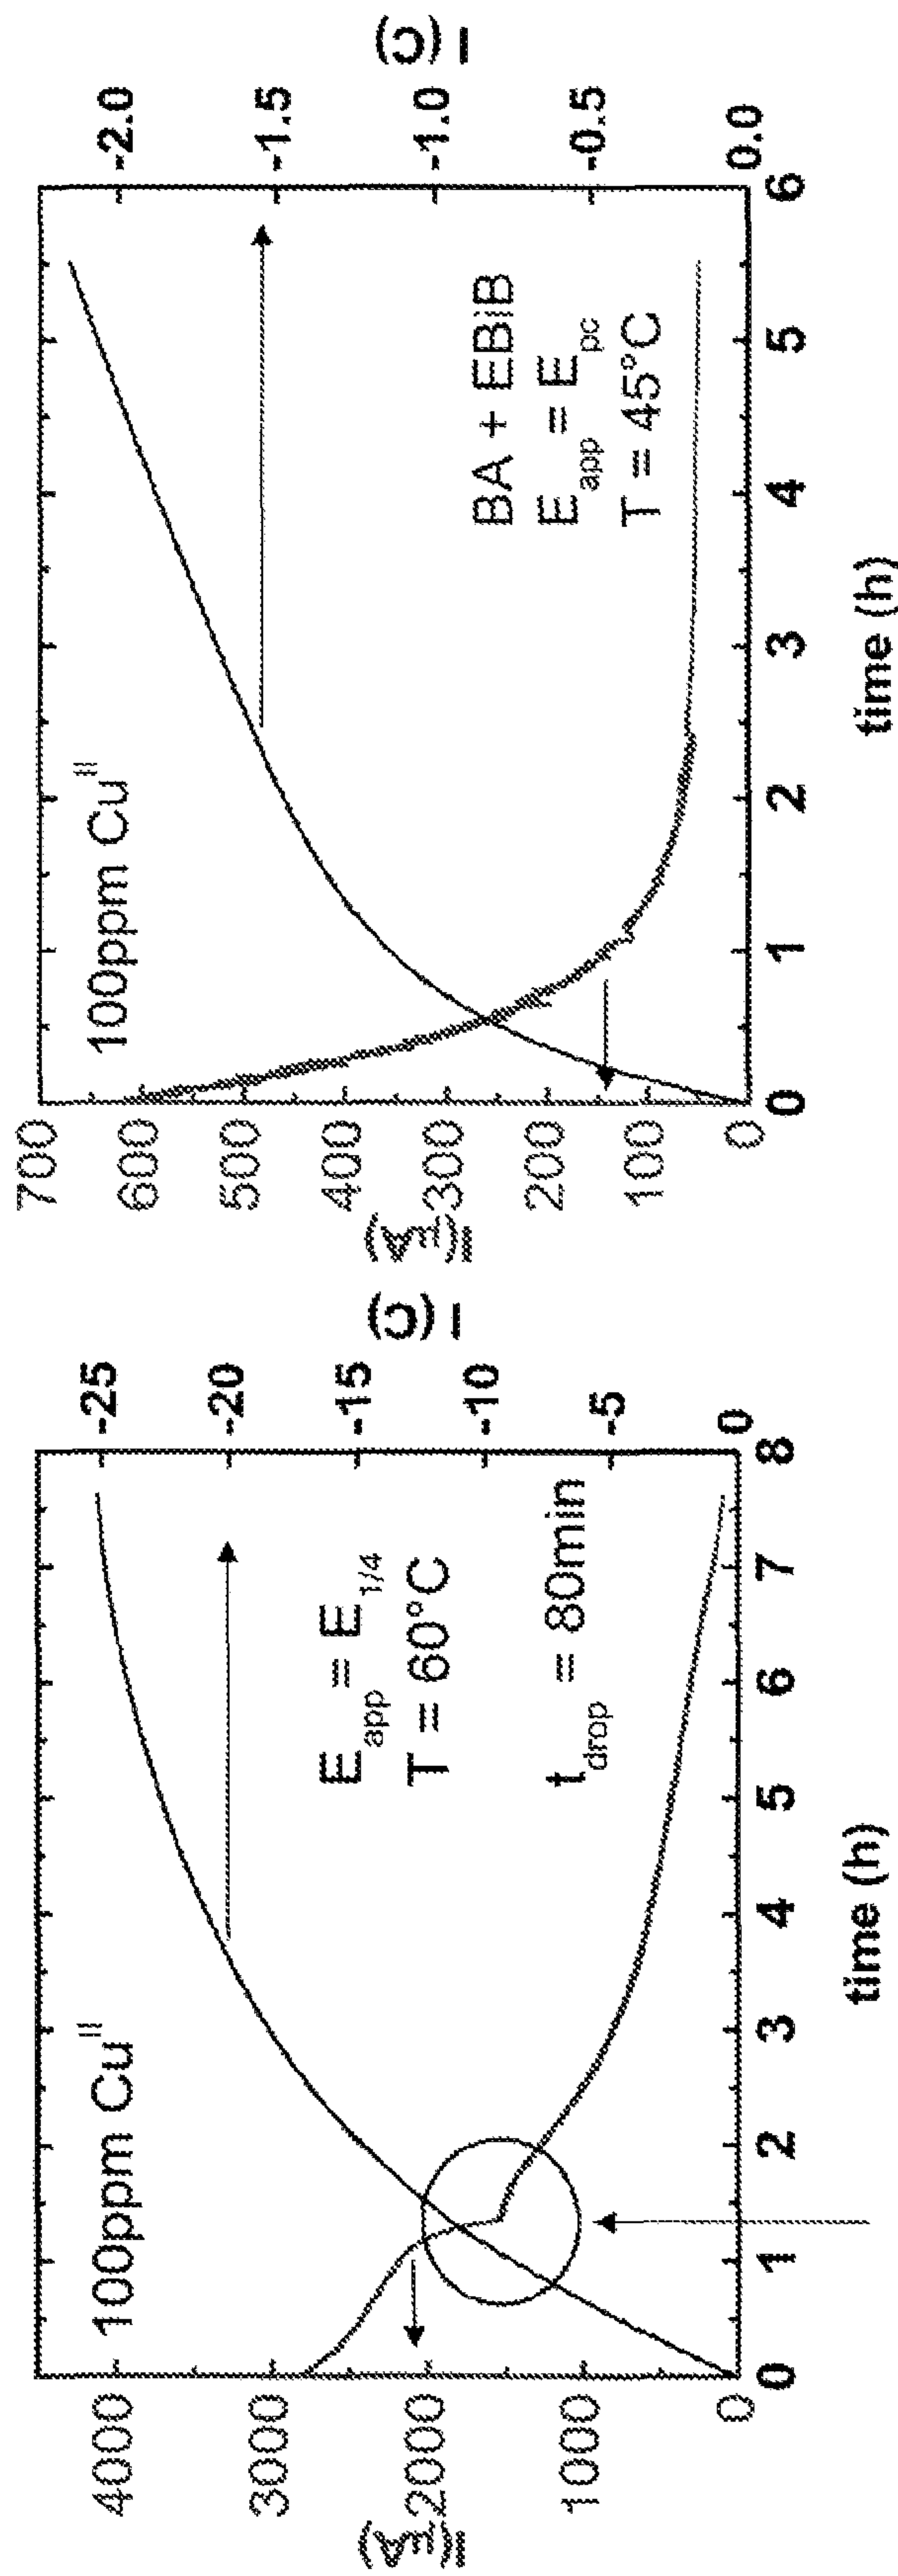 100ppm Cu^II
E_app = E_1/4
T = 60°C
t_drop = 80min
I(μA)
4000
3000
2000
1000
0
I (C)
-25
-20
-15
-10
-5
0
0 1 2 3 4 5 6 7 8
time (h)
100ppm Cu^II
BA + EBiB
E_app = E_pc
T = 45°C
I(μA)
700
600
500
400
300
200
100
0
I (C)
-2.0
-1.5
-1.0
-0.5
0.0
0 1 2 3 4 5 6
time (h)